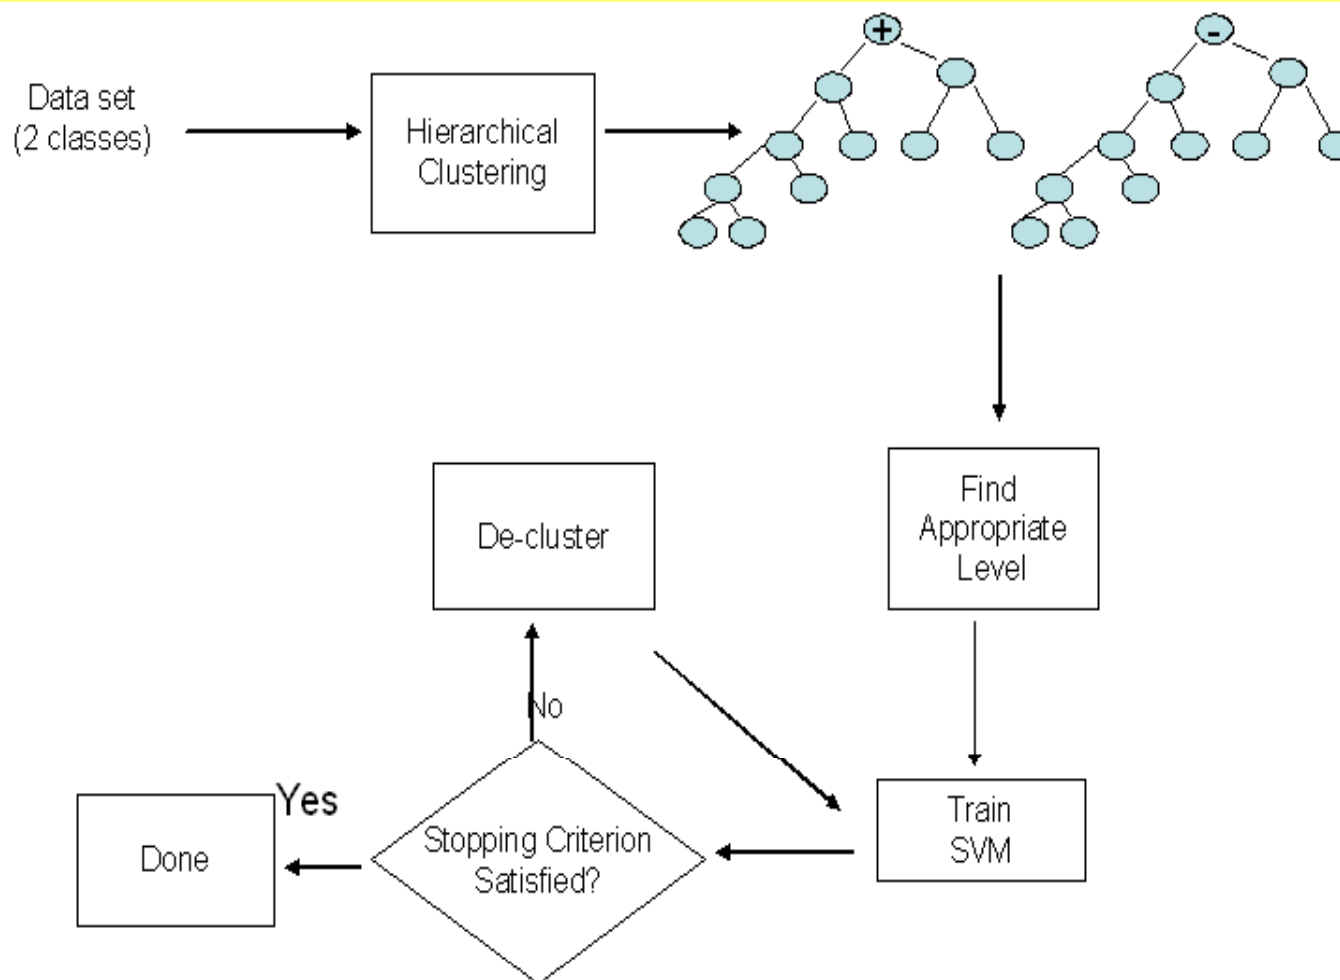 Data set
(2 classes)
Hierarchical
Clustering
+
-
Find
Appropriate
Level
De-cluster
No
Yes
Train
SVM
Stopping Criterion
Satisfied?
Done